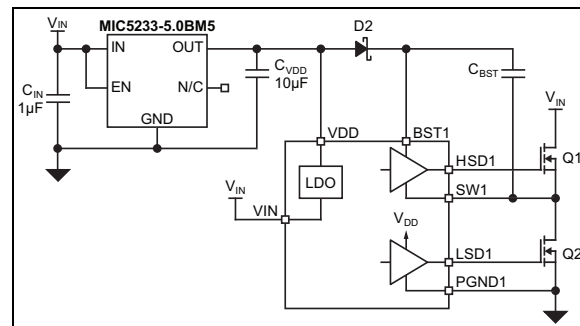 MIC5233-5.0BM5
VIN
IN
OUT
D2
CIN
1µF
EN
N/C
GND
CVDD
10µF
CBST
VIN
VDD
BST1
HSD1
Q1
LDO
SW1
VIN
VIN
VDD
LSD1
Q2
PGND1